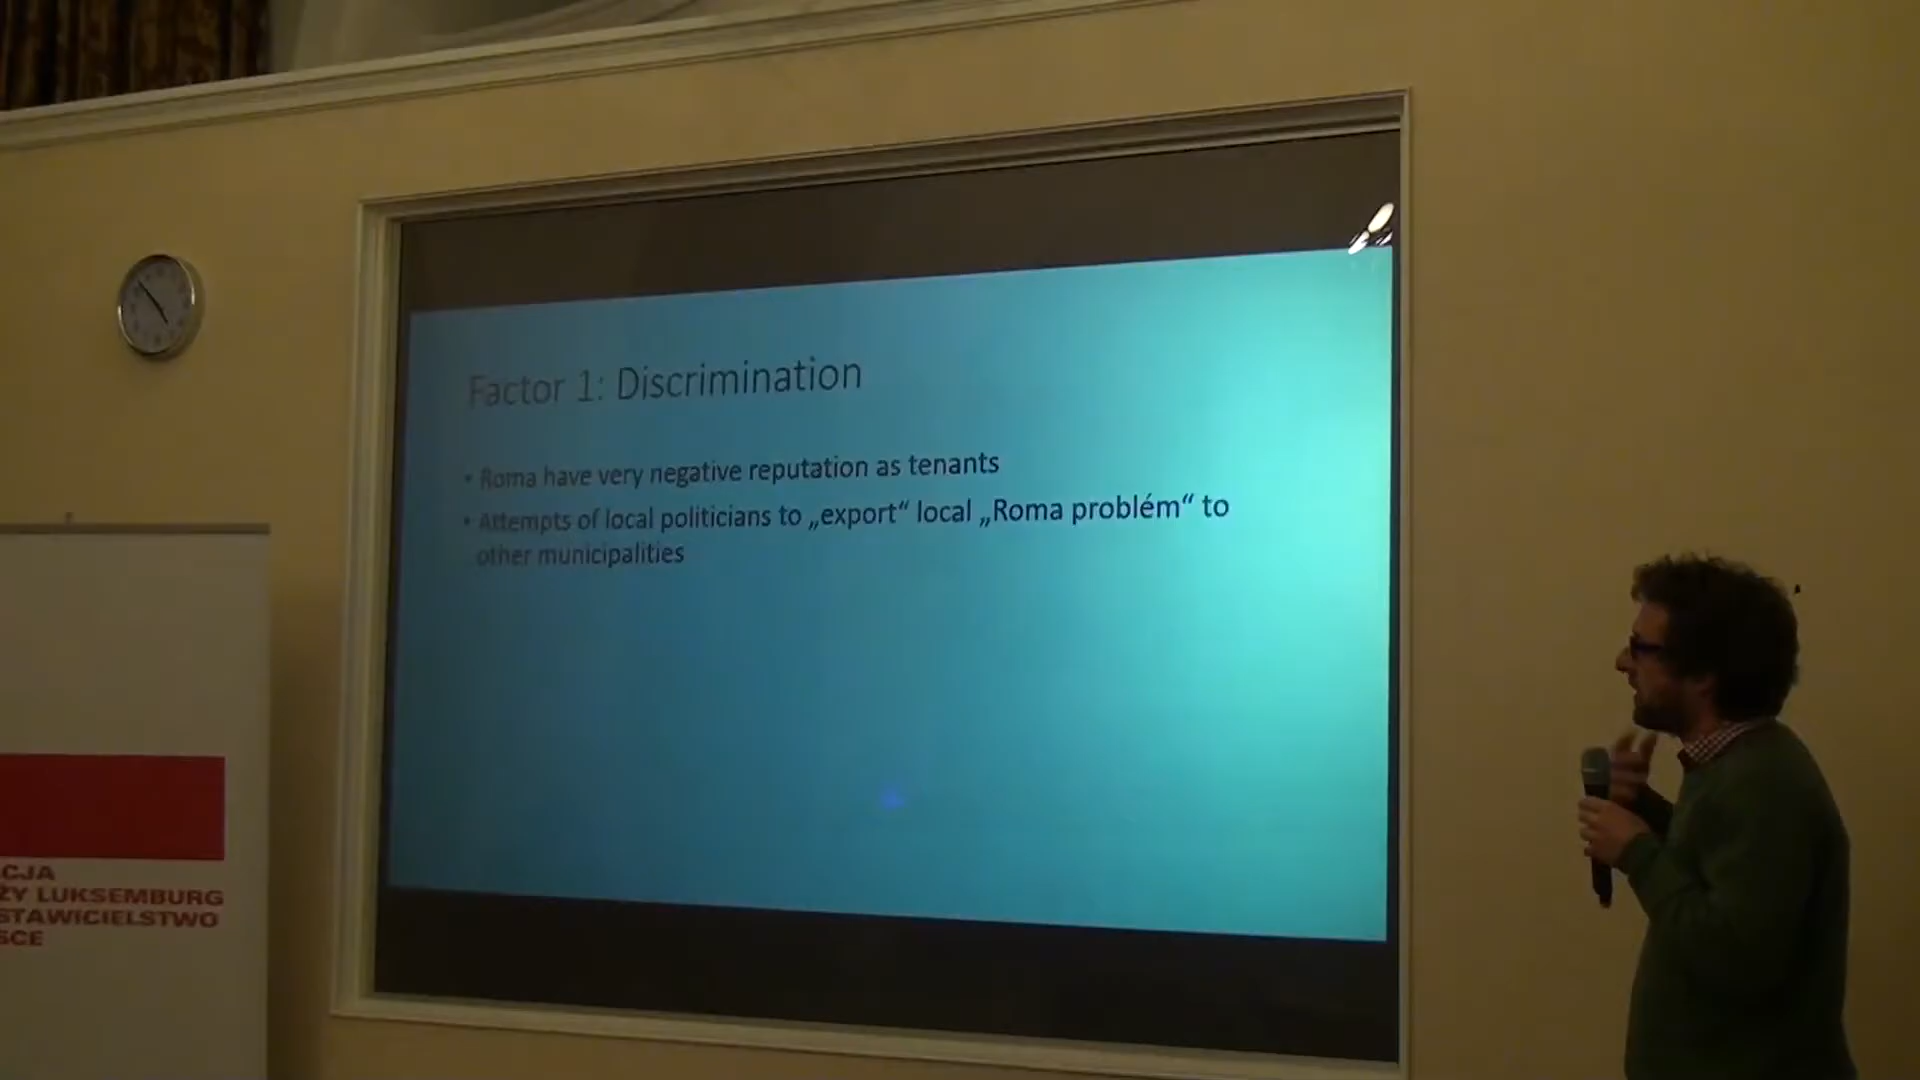 Factor 1: Discrimination
• Roma have very negative reputation as tenants
• Attempts of local politicians to „export“ local „Roma problém“ to
other municipalities
CJA
ŻY LUKSEMBURG
STAWICIELSTWO
SCE